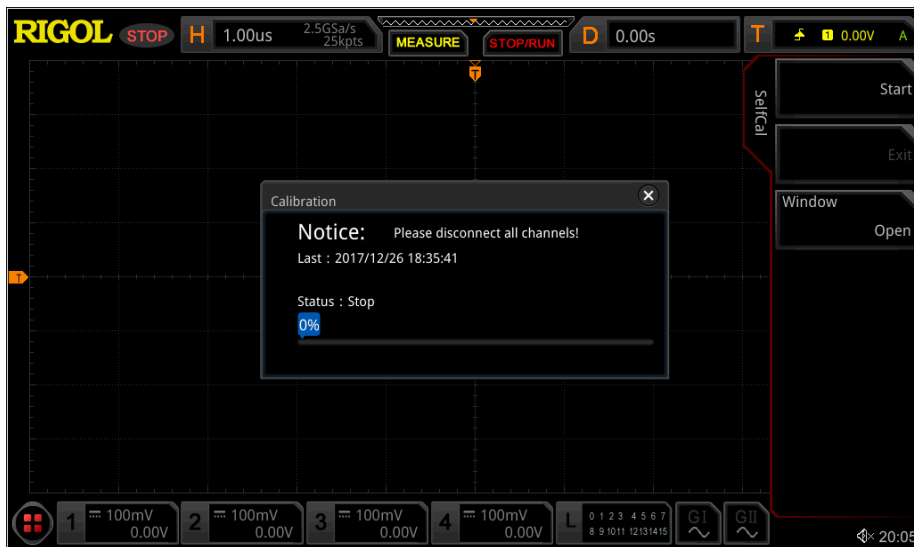 RIGOL STOP H 1.00us 2.5GSa/s 25kpts MEASURE STOP/RUN D 0.00s T 1 0.00V A
T
SelfCal
Start
Exit
Window
Open
Calibration
Notice: Please disconnect all channels!
Last : 2017/12/26 18:35:41
T
Status : Stop
0%
1 100mV 0.00V
2 100mV 0.00V
3 100mV 0.00V
4 100mV 0.00V
L 0 1 2 3 4 5 6 7
8 9 10 11 12 13 14 15
GI
GII
20:05